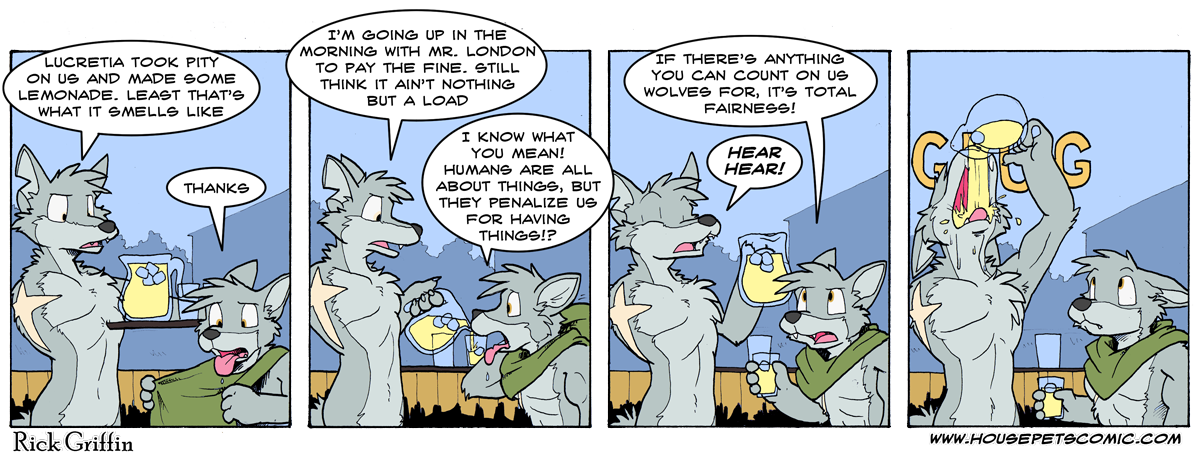 LUCRETIA TOOK PITY
ON US AND MADE SOME
LEMONADE. LEAST THAT'S
WHAT IT SMELLS LIKE
THANKS
I'M GOING UP IN THE
MORNING WITH MR. LONDON
TO PAY THE FINE. STILL
THINK IT AIN'T NOTHING
BUT A LOAD
I KNOW WHAT
YOU MEAN!
HUMANS ARE ALL
ABOUT THINGS, BUT
THEY PENALIZE US
FOR HAVING
THINGS!?
IF THERE'S ANYTHING
YOU CAN COUNT ON US
WOLVES FOR, IT'S TOTAL
FAIRNESS!
HEAR
HEAR!
GLUG
Rick Griffin
WWW.HOUSEPETSCOMIC.COM